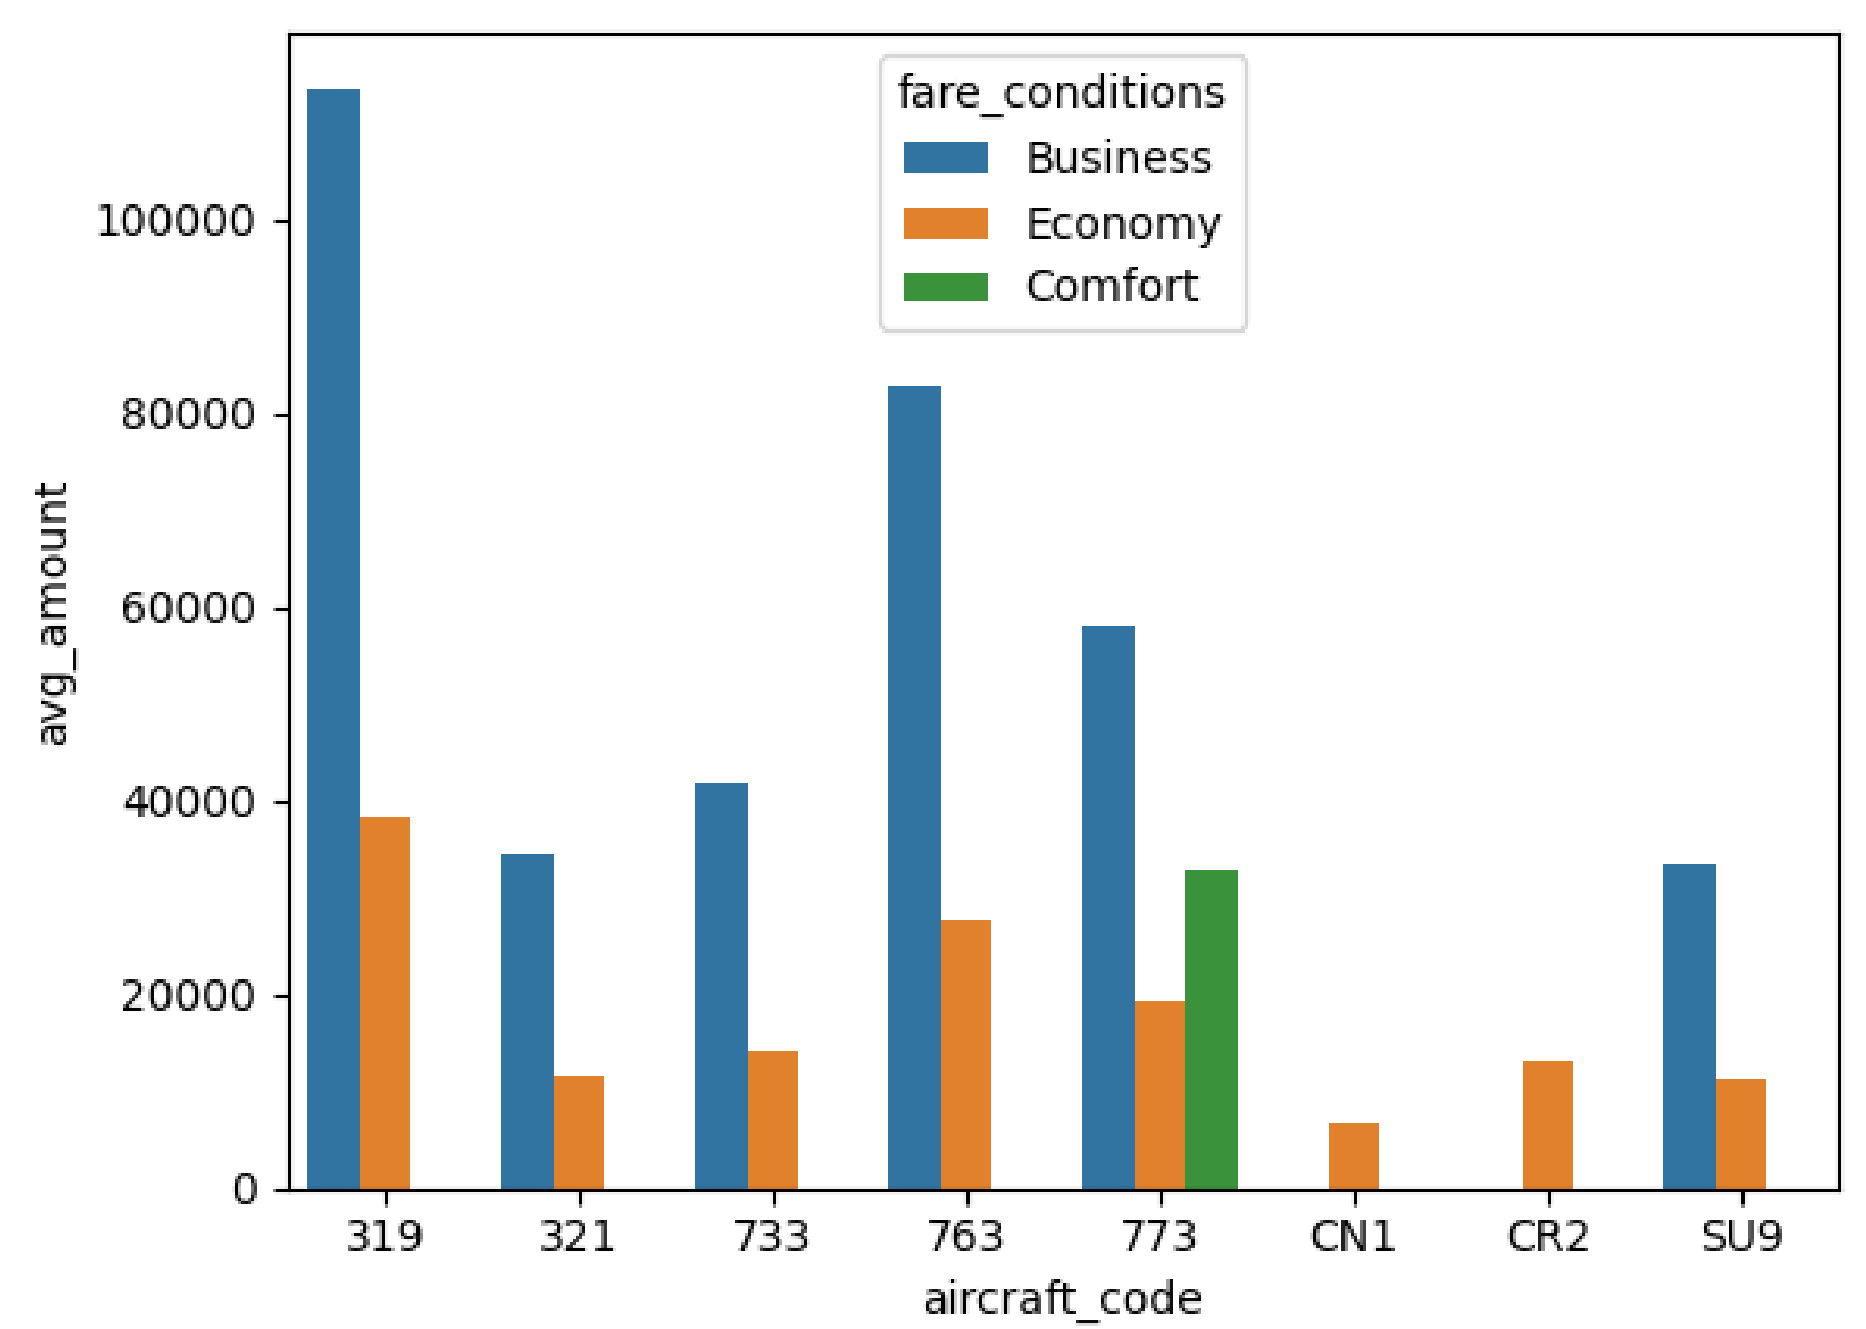 fare_conditions
Business
Economy
Comfort
100000
80000
60000
40000
20000
0
avg_amount
319 321 733 763 773 CN1 CR2 SU9
aircraft_code